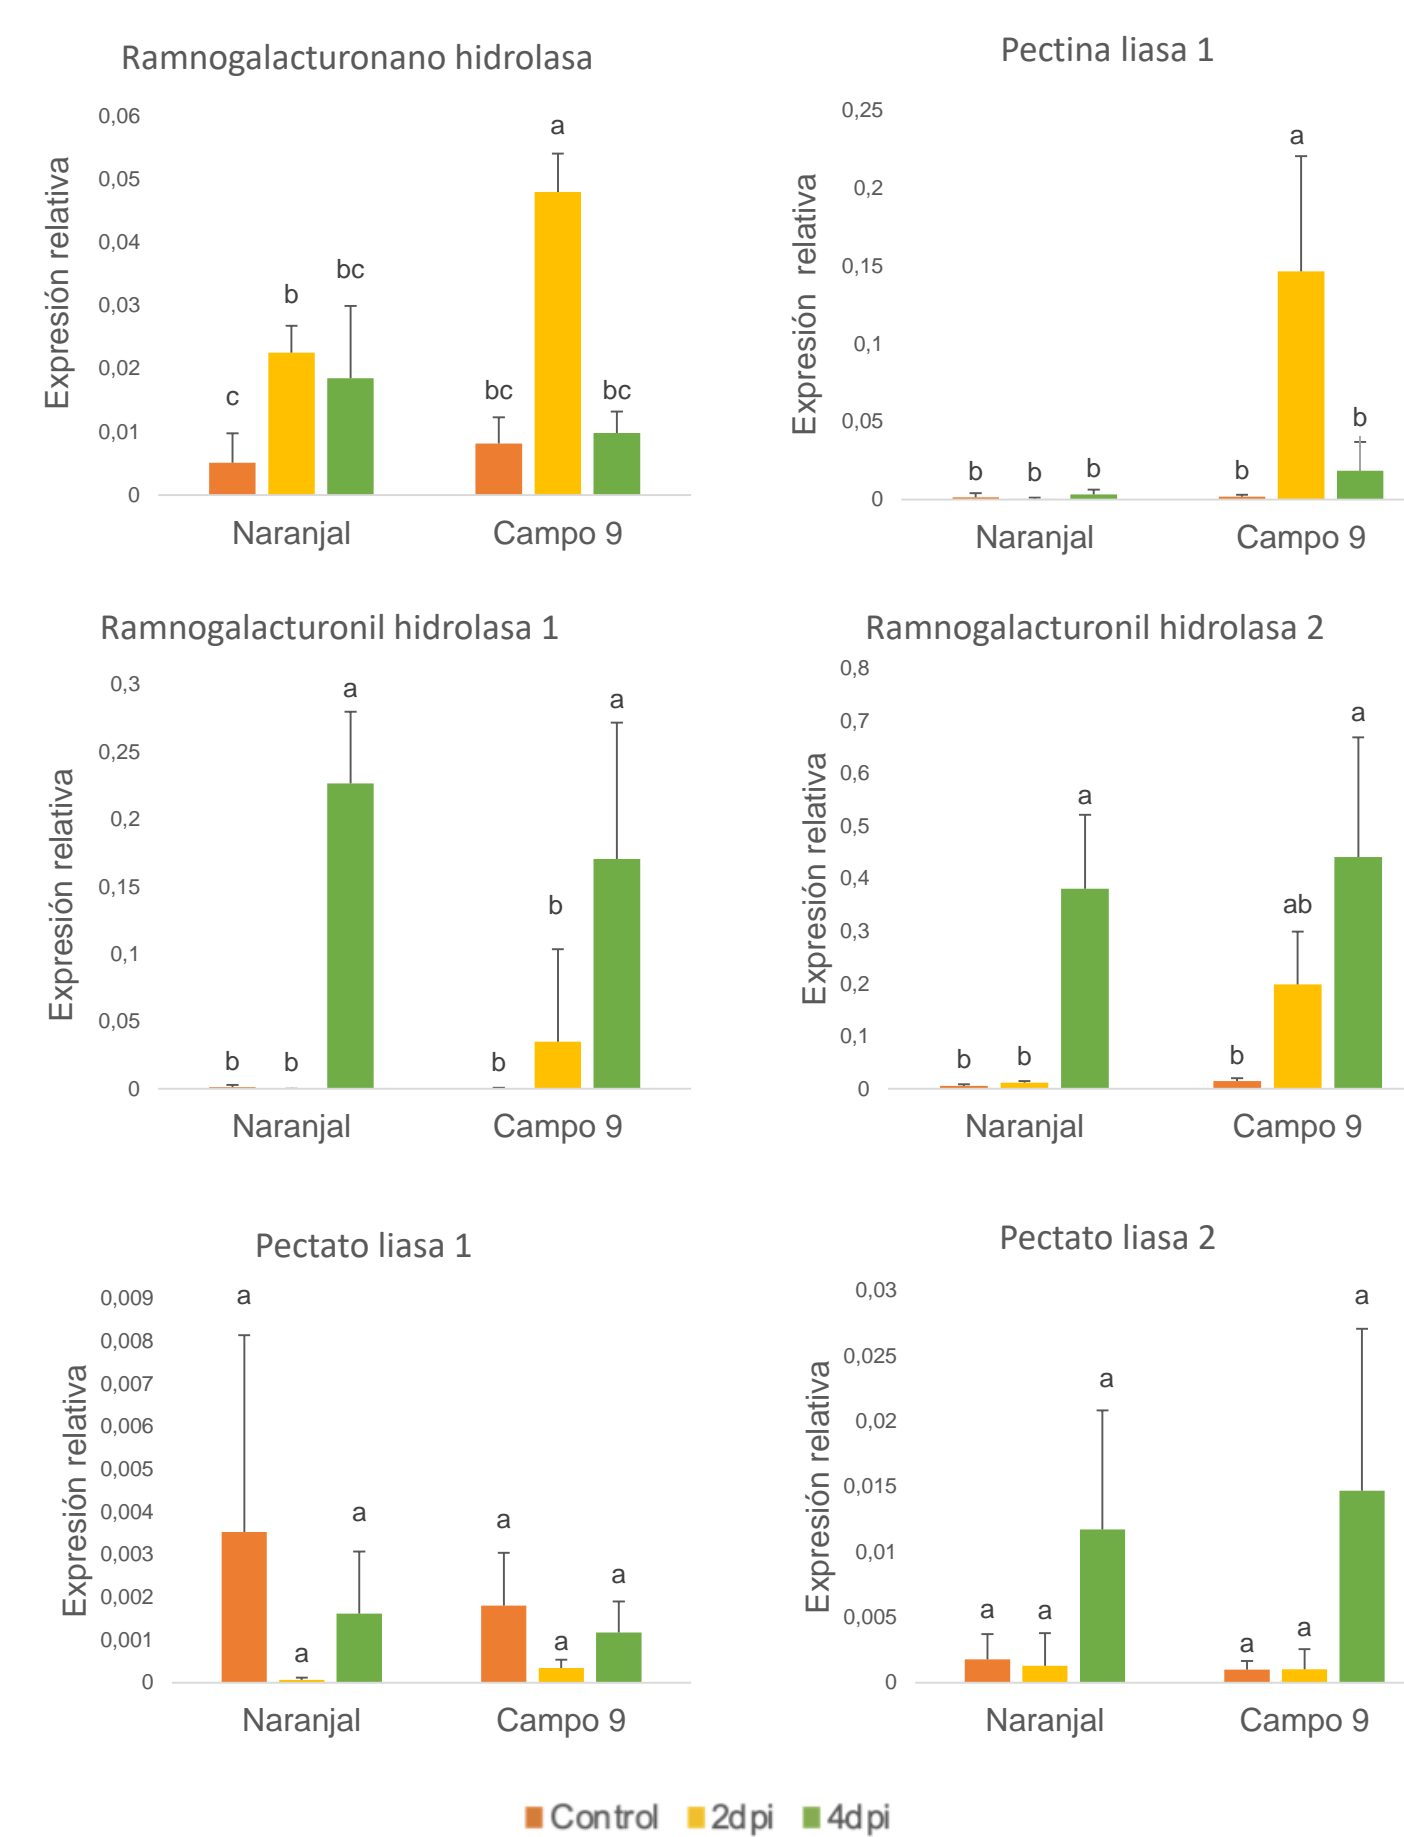 Ramnogalacturonano hidrolasa
Expresión relativa
0,06
0,05
0,04
0,03
0,02
0,01
0
c
b
bc
bc
a
bc
Naranjal
Campo 9
Pectina liasa 1
Expresión relativa
0,25
0,2
0,15
0,1
0,05
0
b
b
b
b
a
b
Naranjal
Campo 9
Ramnogalacturonil hidrolasa 1
Expresión relativa
0,3
0,25
0,2
0,15
0,1
0,05
0
b
b
a
b
b
a
Naranjal
Campo 9
Ramnogalacturonil hidrolasa 2
Expresión relativa
0,8
0,7
0,6
0,5
0,4
0,3
0,2
0,1
0
b
b
a
b
ab
a
Naranjal
Campo 9
Pectato liasa 1
Expresión relativa
0,009
0,008
0,007
0,006
0,005
0,004
0,003
0,002
0,001
0
a
a
a
a
a
a
Naranjal
Campo 9
Pectato liasa 2
Expresión relativa
0,03
0,025
0,02
0,015
0,01
0,005
0
a
a
a
a
a
a
Naranjal
Campo 9
Control 2dpi 4dpi